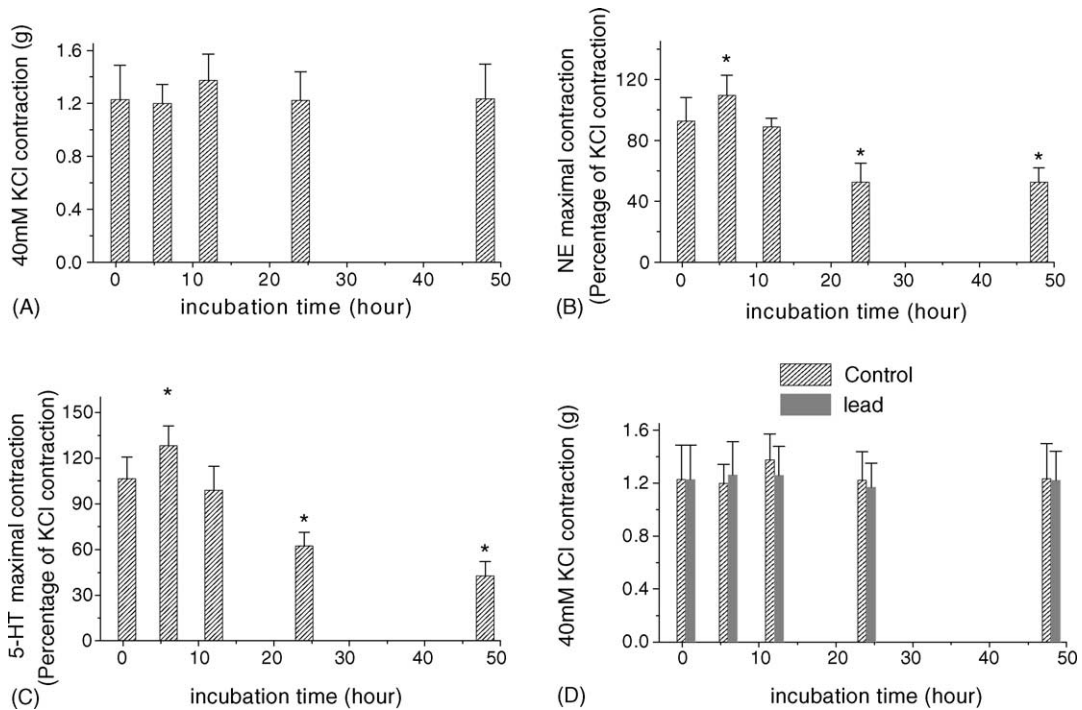 40mM KCl contraction (g)
1.6
1.2
0.8
0.4
0.0
0 10 20 30 40 50
incubation time (hour)
(A)
NE maximal contraction
(Percentage of KCl contraction)
120
80
40
0
* * *
0 10 20 30 40 50
incubation time (hour)
(B)
5-HT maximal contraction
(Percentage of KCl contraction)
150
120
90
60
30
0
* * *
0 10 20 30 40 50
incubation time (hour)
(C)
Control
lead
40mM KCl contraction (g)
1.6
1.2
0.8
0.4
0.0
0 10 20 30 40 50
incubation time (hour)
(D)